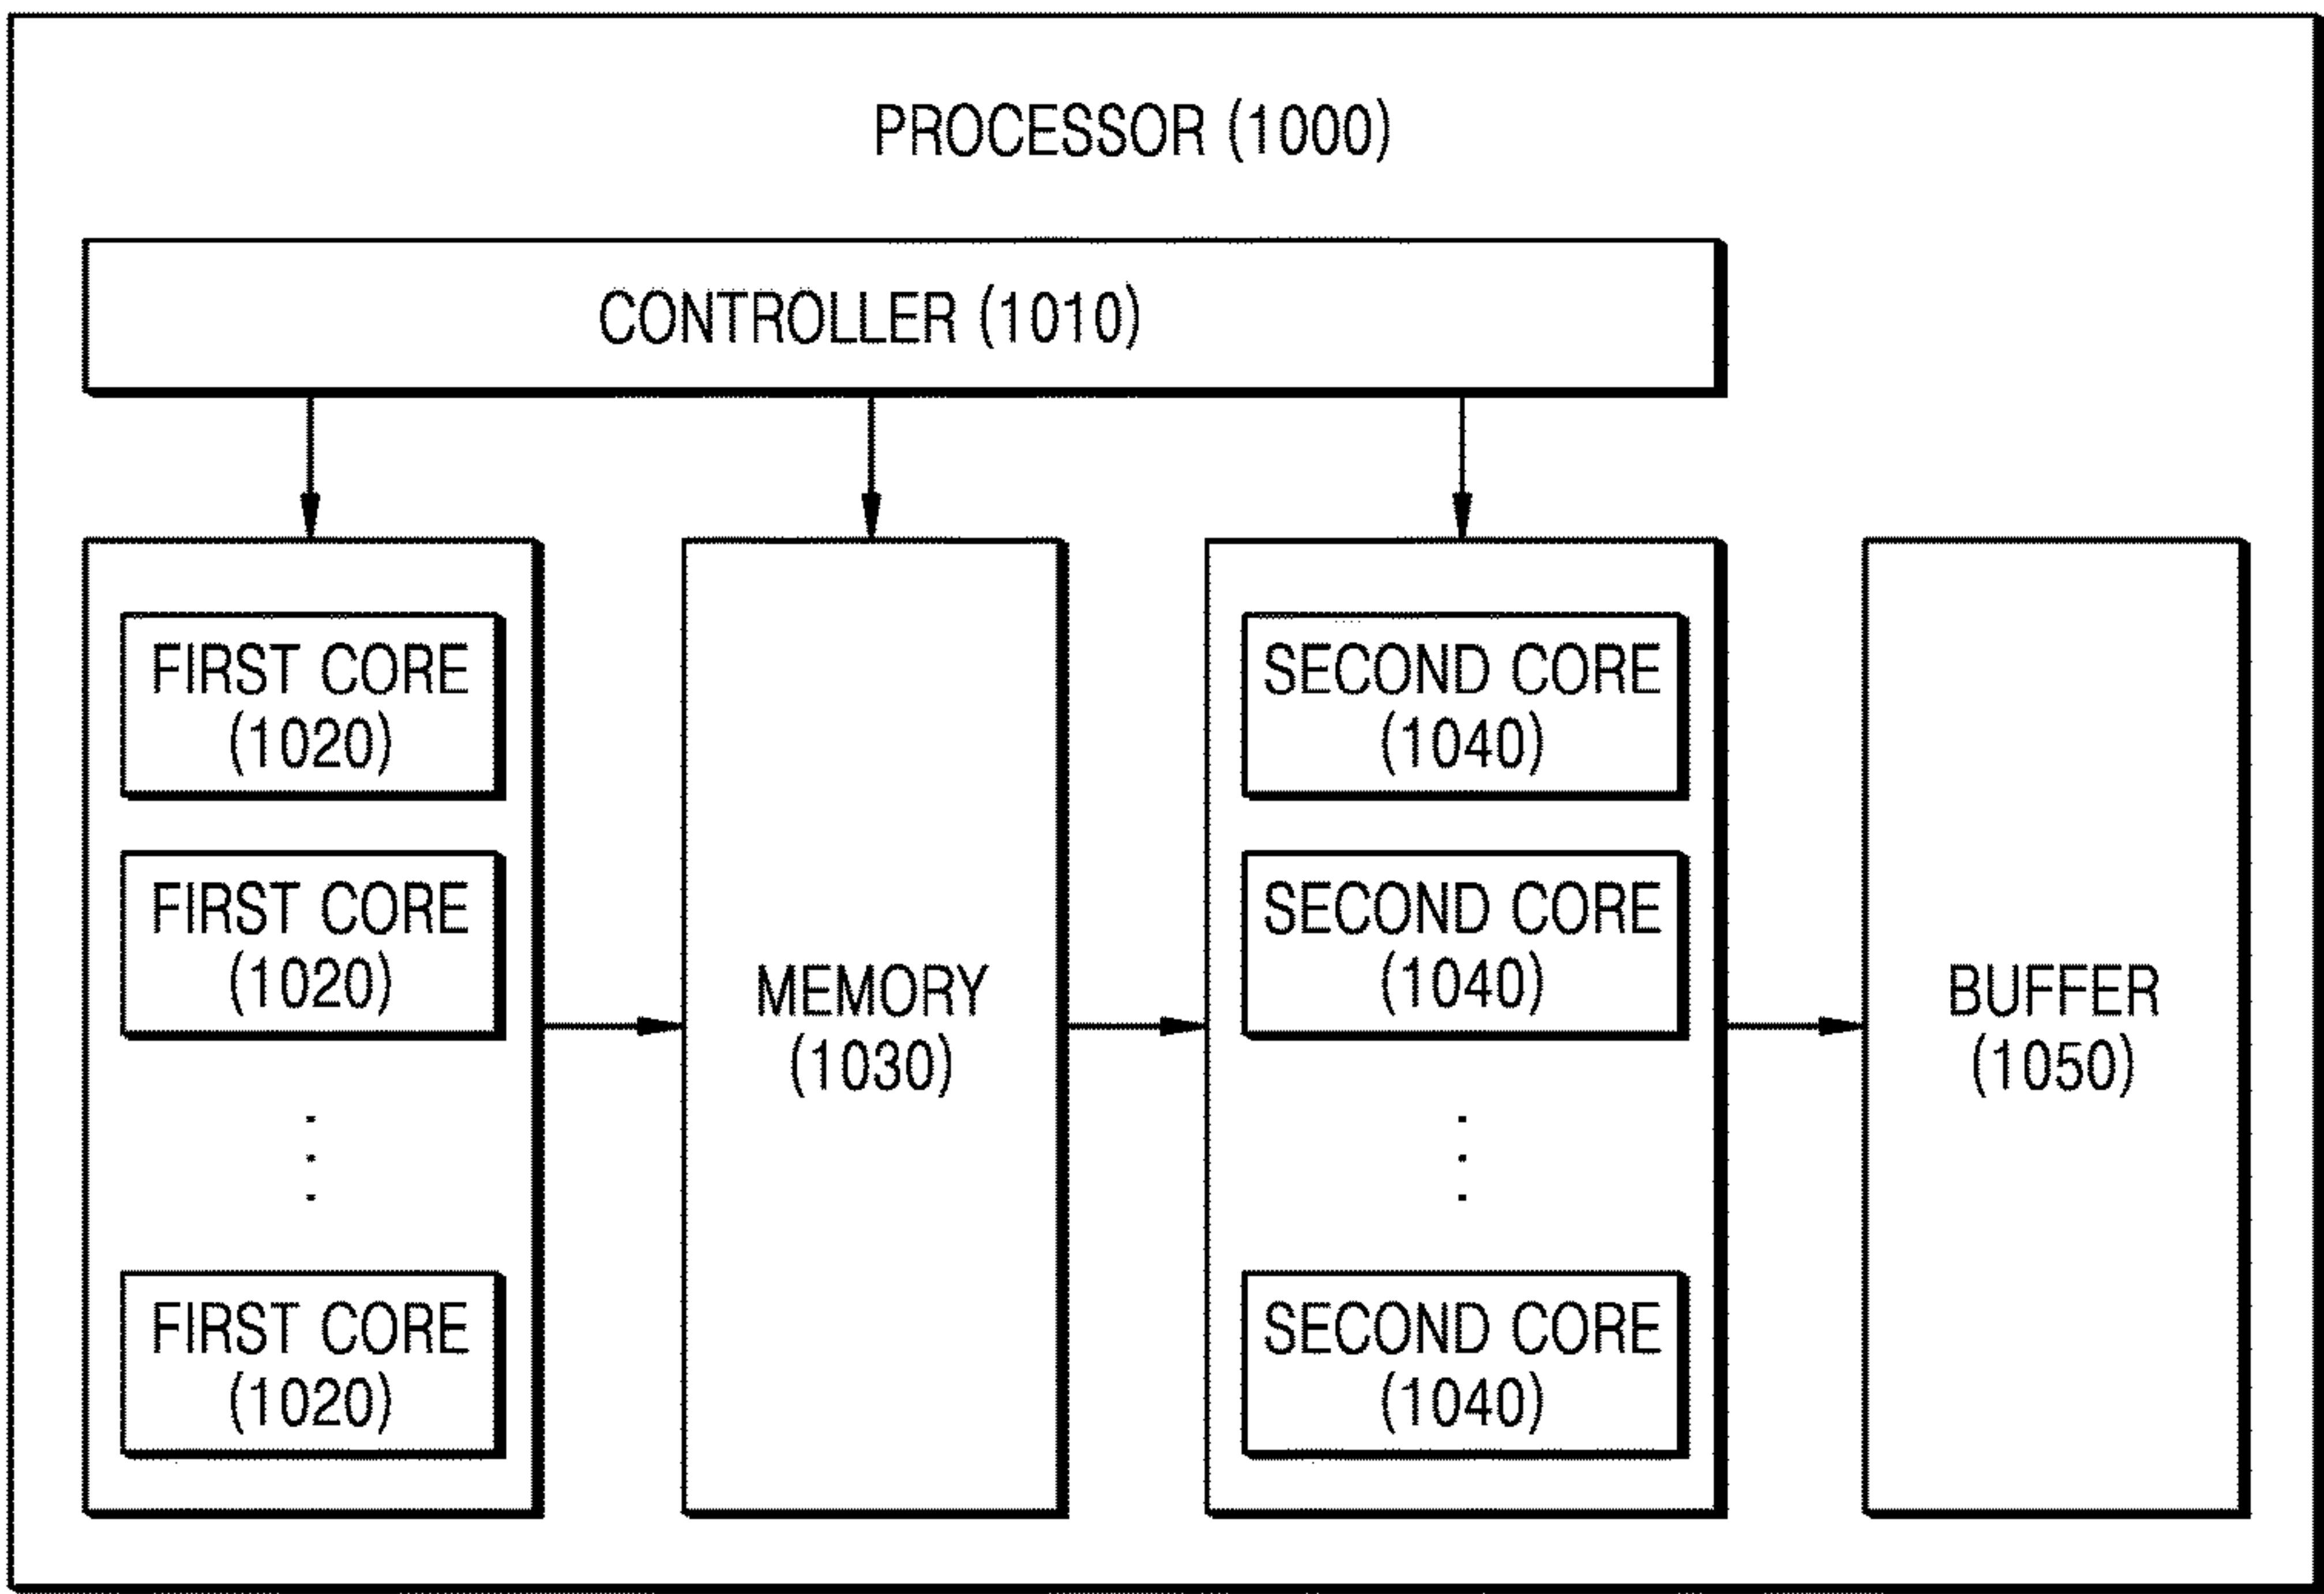 PROCESSOR (1000)
CONTROLLER (1010)
FIRST CORE
(1020)
FIRST CORE
(1020)
FIRST CORE
(1020)
MEMORY
(1030)
SECOND CORE
(1040)
SECOND CORE
(1040)
SECOND CORE
(1040)
BUFFER
(1050)